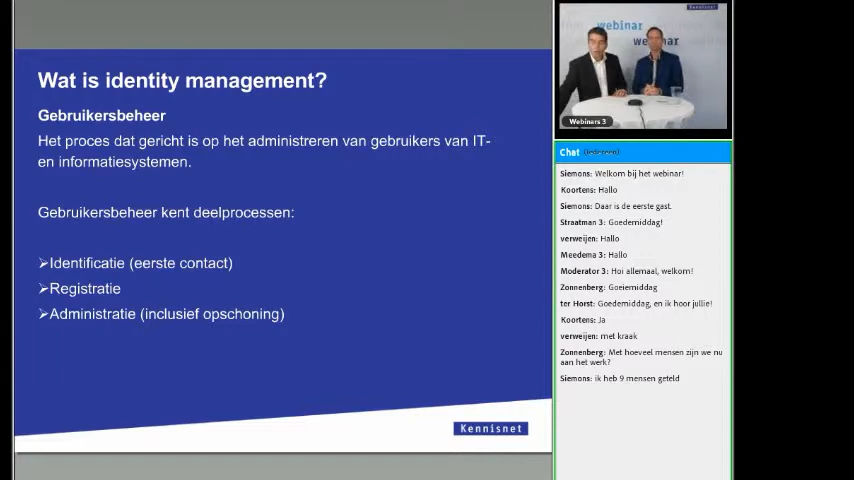 Wat is identity management?
Gebruikersbeheer
Het proces dat gericht is op het administreren van gebruikers van IT-
en informatiesystemen.
Gebruikersbeheer kent deelprocessen:
➢Identificatie (eerste contact)
➢Registratie
➢Administratie (inclusief opschoning)
Kennisnet
Kennisnet
webinar
webinar
Webinars 3
Chat (Iedereen)
Siemons: Welkom bij het webinar!
Koortens: Hallo
Siemons: Daar is de eerste gast.
Straatman 3: Goedemiddag!
verweijen: Hallo
Meedema 3: Hallo
Moderator 3: Hoi allemaal, welkom!
Zonnenberg: Goeiemiddag
ter Horst: Goedemiddag, en ik hoor jullie!
Koortens: Ja
verweijen: met kraak
Zonnenberg: Met hoeveel mensen zijn we nu
aan het werk?
Siemons: ik heb 9 mensen geteld